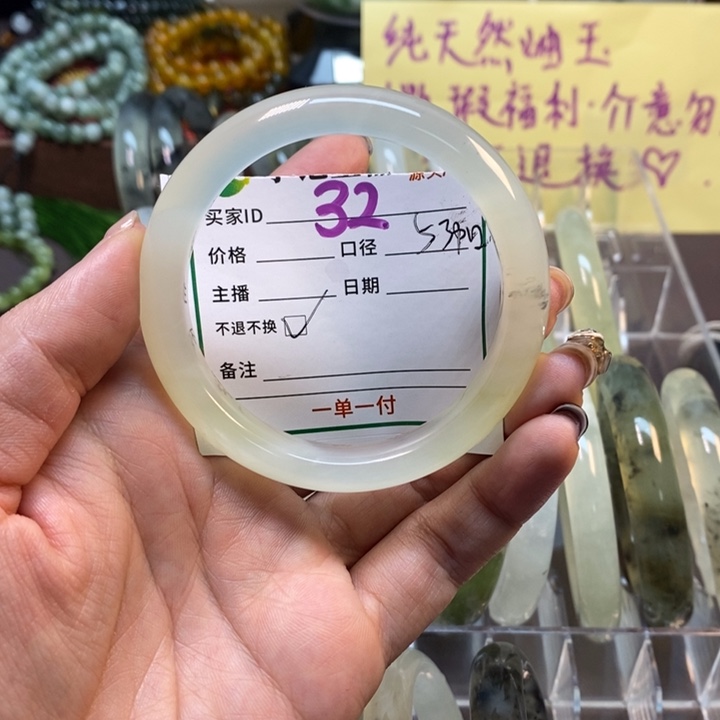 纯天然岫玉
瑕福利·介意勿
退换♡
买家ID 32
价格 口径 53
主播 日期
不退不换 ☑
备注
一单一付